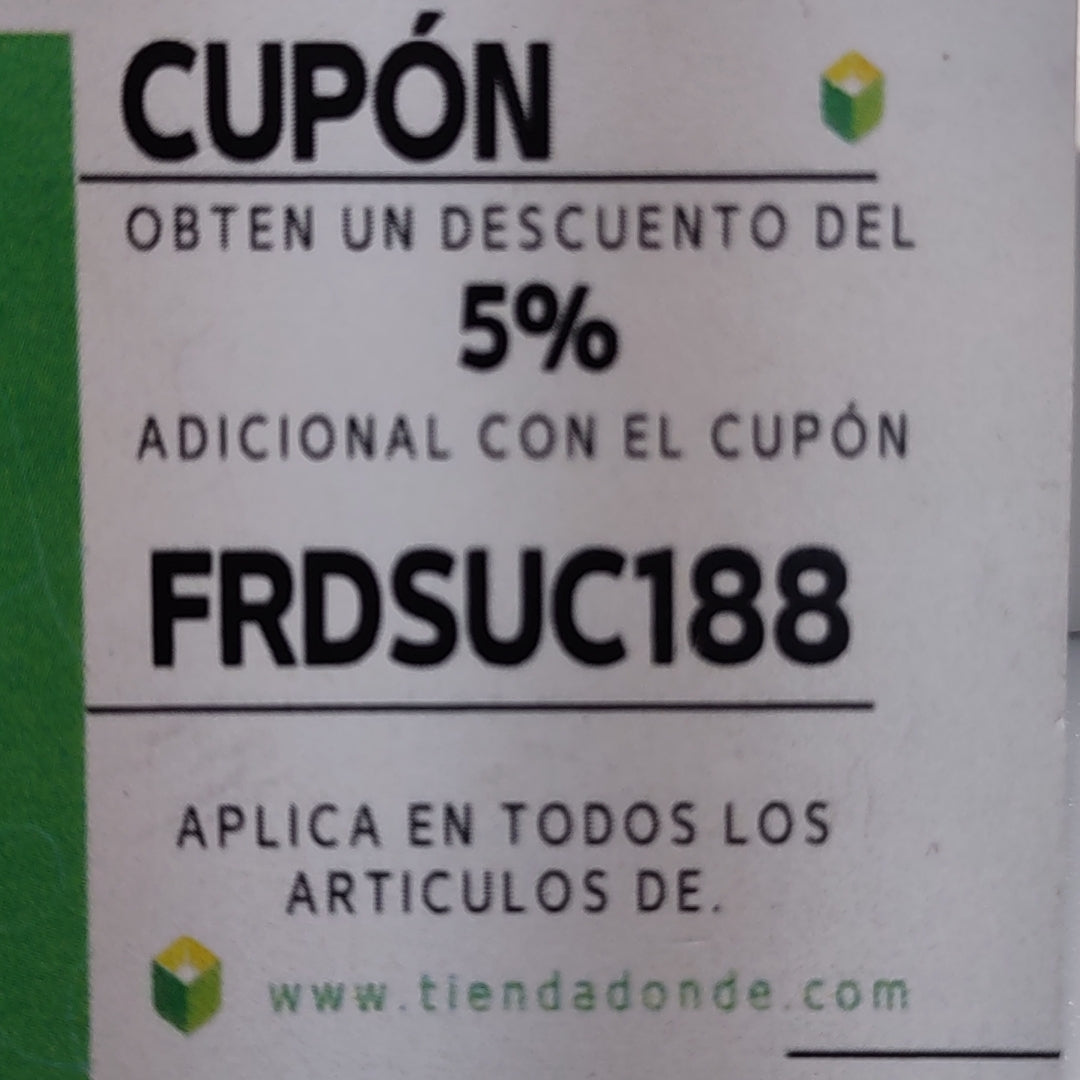 CUPÓN
OBTEN UN DESCUENTO DEL
5%
ADICIONAL CON EL CUPÓN
FRDSUC188
APLICA EN TODOS LOS
ARTICULOS DE.
www.tiendadonde.com